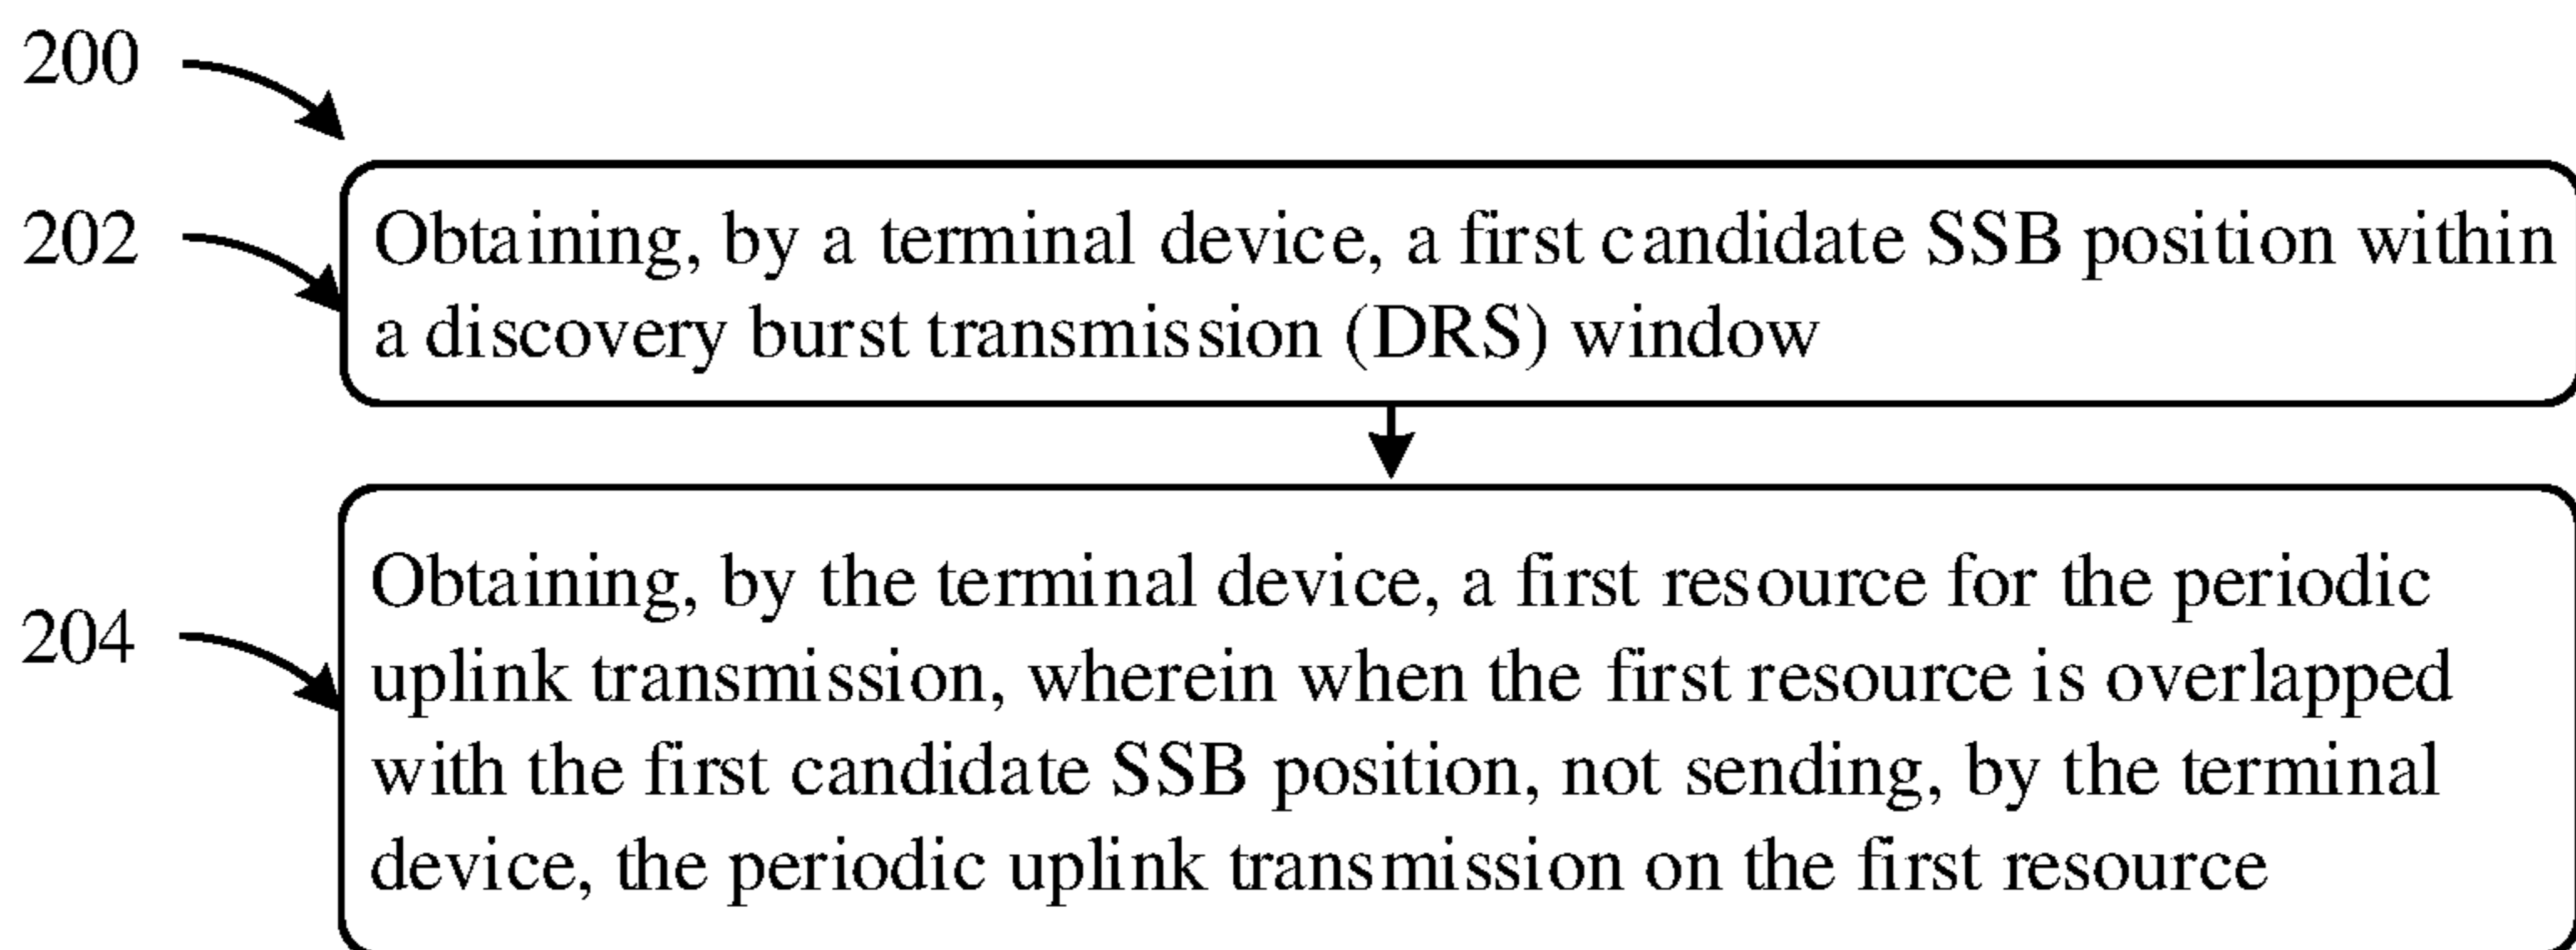 200
202
Obtaining, by a terminal device, a first candidate SSB position within
a discovery burst transmission (DRS) window
204
Obtaining, by the terminal device, a first resource for the periodic
uplink transmission, wherein when the first resource is overlapped
with the first candidate SSB position, not sending, by the terminal
device, the periodic uplink transmission on the first resource